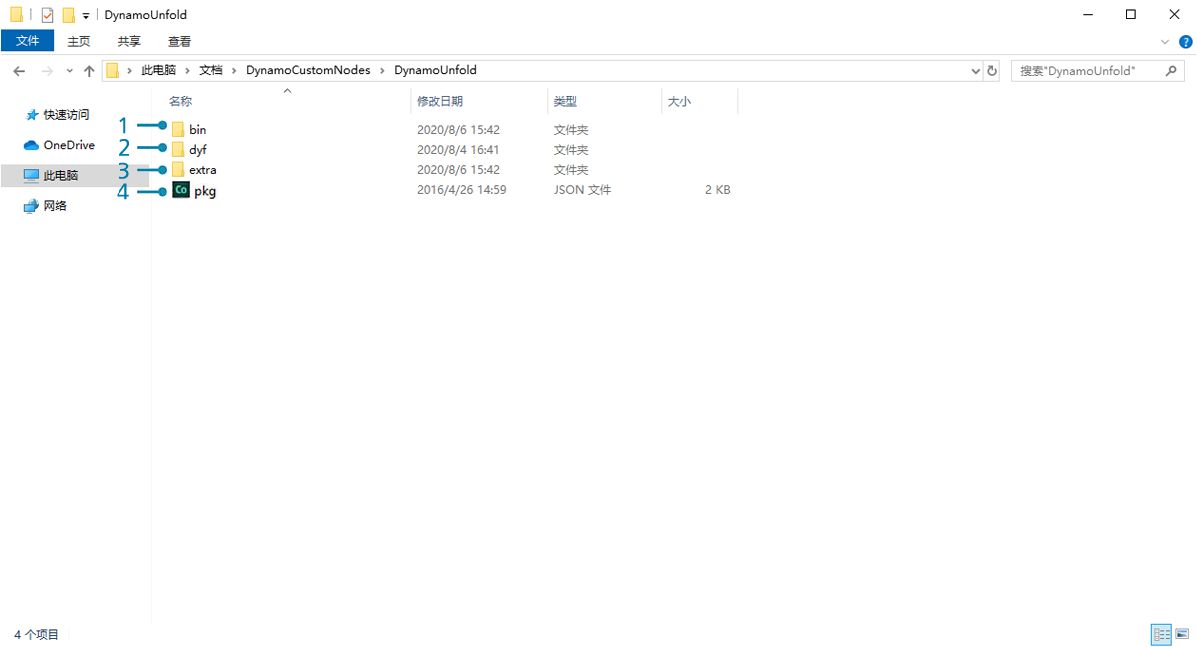 DynamoUnfold
文件 主页 共享 查看
此电脑 文档 DynamoCustomNodes DynamoUnfold 搜索"DynamoUnfold"
名称 修改日期 类型 大小
快速访问
OneDrive
此电脑
网络
1 bin 2020/8/6 15:42 文件夹
2 dyf 2020/8/4 16:41 文件夹
3 extra 2020/8/6 15:42 文件夹
4 Co pkg 2016/4/26 14:59 JSON 文件 2 KB
4 个项目